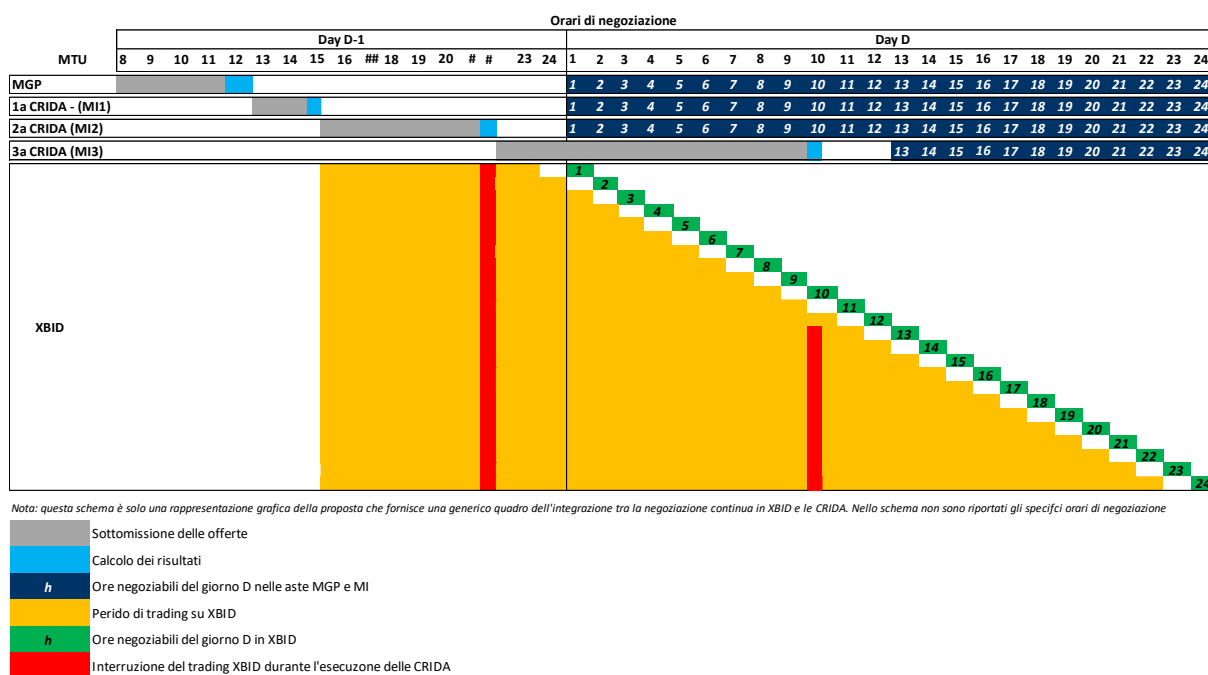 Orari di negoziazione
Day D-1 Day D
MTU 8 9 10 11 12 13 14 15 16 ## 18 19 20 # # 23 24 1 2 3 4 5 6 7 8 9 10 11 12 13 14 15 16 17 18 19 20 21 22 23 24
MGP 1 2 3 4 5 6 7 8 9 10 11 12 13 14 15 16 17 18 19 20 21 22 23 24
1a CRIDA - (MI1) 1 2 3 4 5 6 7 8 9 10 11 12 13 14 15 16 17 18 19 20 21 22 23 24
2a CRIDA (MI2) 1 2 3 4 5 6 7 8 9 10 11 12 13 14 15 16 17 18 19 20 21 22 23 24
3a CRIDA (MI3) 13 14 15 16 17 18 19 20 21 22 23 24
1
2
3
4
5
6
7
8
9
10
11
12
XBID
13
14
15
16
17
18
19
20
21
22
23
24
Nota: questa schema è solo una rappresentazione grafica della proposta che fornisce una generico quadro dell'integrazione tra la negoziazione continua in XBID e le CRIDA. Nello schema non sono riportati gli specifci orari di negoziazione
Sottomissione delle offerte
Calcolo dei risultati
h Ore negoziabili del giorno D nelle aste MGP e MI
Perido di trading su XBID
h Ore negoziabili del giorno D in XBID
Interruzione del trading XBID durante l'esecuzone delle CRIDA